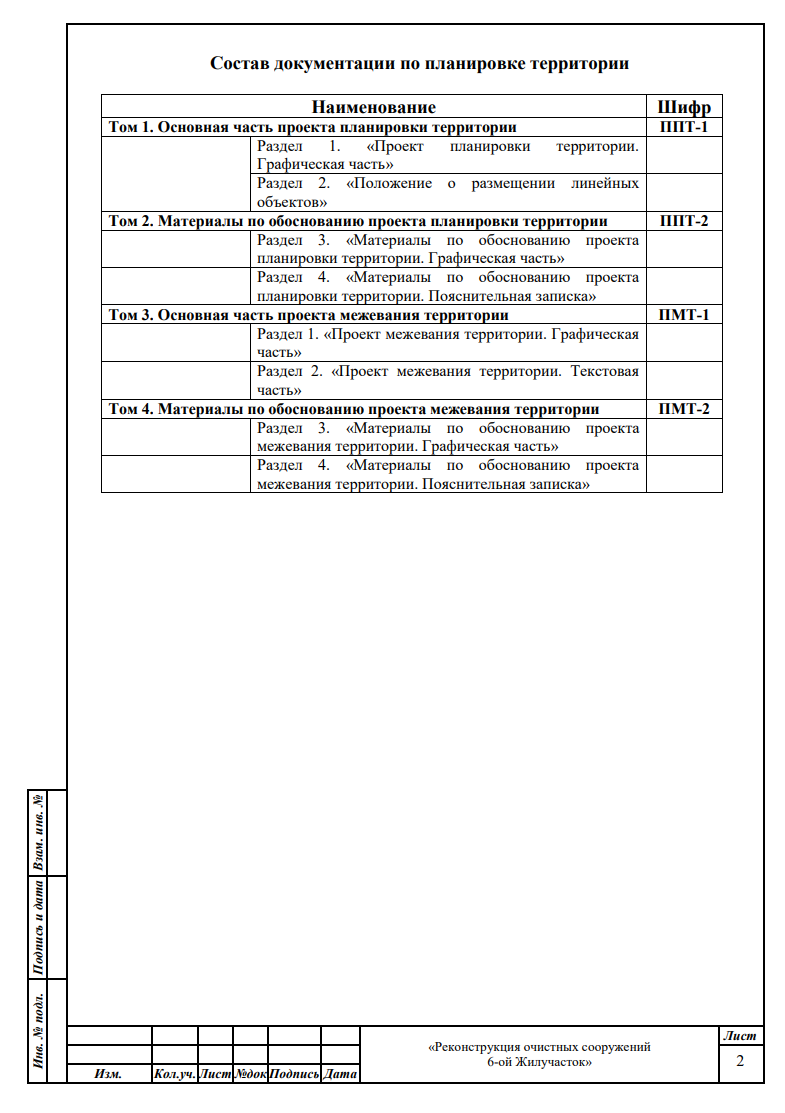 Состав документации по планировке территории
Наименование Шифр
Том 1. Основная часть проекта планировки территории ППТ-1
Раздел 1. «Проект планировки территории.
Графическая часть»
Раздел 2. «Положение о размещении линейных
объектов»
Том 2. Материалы по обоснованию проекта планировки территории ППТ-2
Раздел 3. «Материалы по обоснованию проекта
планировки территории. Графическая часть»
Раздел 4. «Материалы по обоснованию проекта
планировки территории. Пояснительная записка»
Том 3. Основная часть проекта межевания территории ПМТ-1
Раздел 1. «Проект межевания территории. Графическая
часть»
Раздел 2. «Проект межевания территории. Текстовая
часть»
Том 4. Материалы по обоснованию проекта межевания территории ПМТ-2
Раздел 3. «Материалы по обоснованию проекта
межевания территории. Графическая часть»
Раздел 4. «Материалы по обоснованию проекта
межевания территории. Пояснительная записка»
Взам. инв. №
Подпись и дата
Инв. № подл.
Изм. Кол.уч. Лист №док Подпись Дата
«Реконструкция очистных сооружений
6-ой Жилучасток»
Лист
2